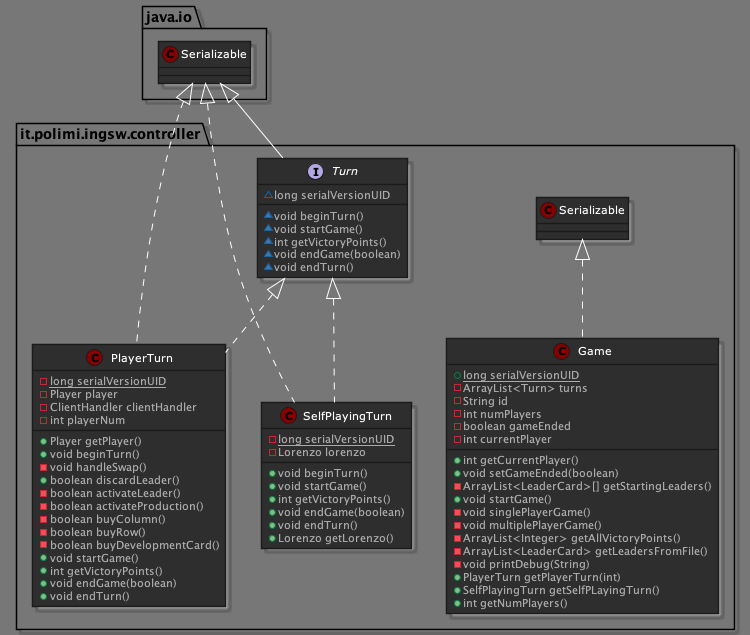 java.io
C Serializable
it.polimi.ingsw.controller
I Turn
long serialVersionUID
void beginTurn()
void startGame()
int getVictoryPoints()
void endGame(boolean)
void endTurn()
C Serializable
C PlayerTurn
long serialVersionUID
Player player
ClientHandler clientHandler
int playerNum
Player getPlayer()
void beginTurn()
void handleSwap()
boolean discardLeader()
boolean activateLeader()
boolean activateProduction()
boolean buyColumn()
boolean buyRow()
boolean buyDevelopmentCard()
void startGame()
int getVictoryPoints()
void endGame(boolean)
void endTurn()
C SelfPlayingTurn
long serialVersionUID
Lorenzo lorenzo
void beginTurn()
void startGame()
int getVictoryPoints()
void endGame(boolean)
void endTurn()
Lorenzo getLorenzo()
C Game
long serialVersionUID
ArrayList<Turn> turns
String id
int numPlayers
boolean gameEnded
int currentPlayer
int getCurrentPlayer()
void setGameEnded(boolean)
ArrayList<LeaderCard>[] getStartingLeaders()
void startGame()
void singlePlayerGame()
void multiplePlayerGame()
ArrayList<Integer> getAllVictoryPoints()
ArrayList<LeaderCard> getLeadersFromFile()
void printDebug(String)
PlayerTurn getPlayerTurn(int)
SelfPlayingTurn getSelfPLayingTurn()
int getNumPlayers()